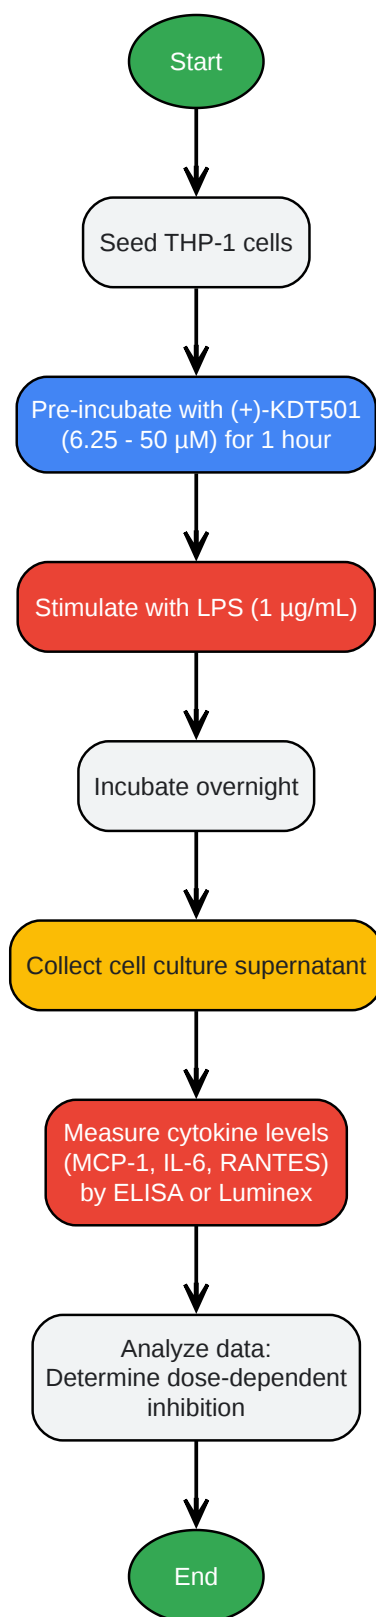 Start
Seed THP-1 cells
Pre-incubate with (+)-KDT501
(6.25 - 50 µM) for 1 hour
Stimulate with LPS (1 µg/mL)
Incubate overnight
Collect cell culture supernatant
Measure cytokine levels
(MCP-1, IL-6, RANTES)
by ELISA or Luminex
Analyze data:
Determine dose-dependent
inhibition
End